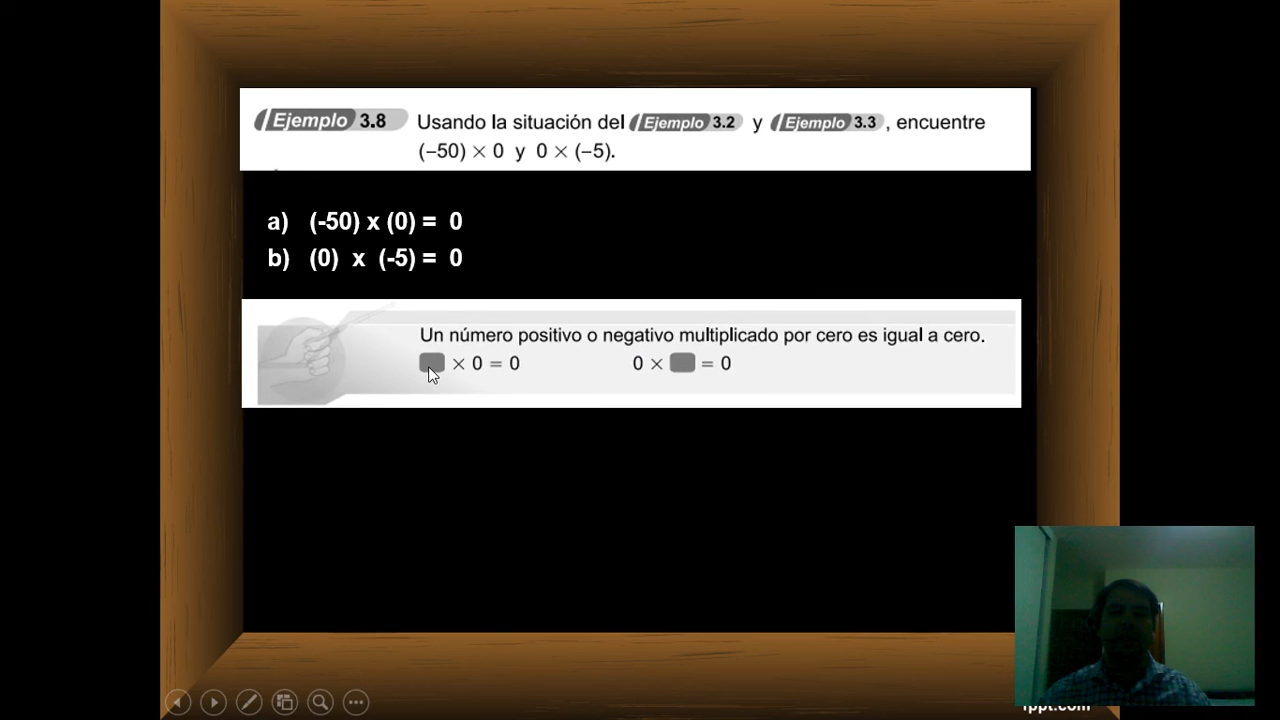 Ejemplo 3.8 Usando la situación del Ejemplo 3.2 y Ejemplo 3.3 , encuentre
(−50) × 0 y 0 × (−5).
a) (-50) x (0) = 0
b) (0) x (-5) = 0
Un número positivo o negativo multiplicado por cero es igual a cero.
× 0 = 0 0 × = 0
fppt.com